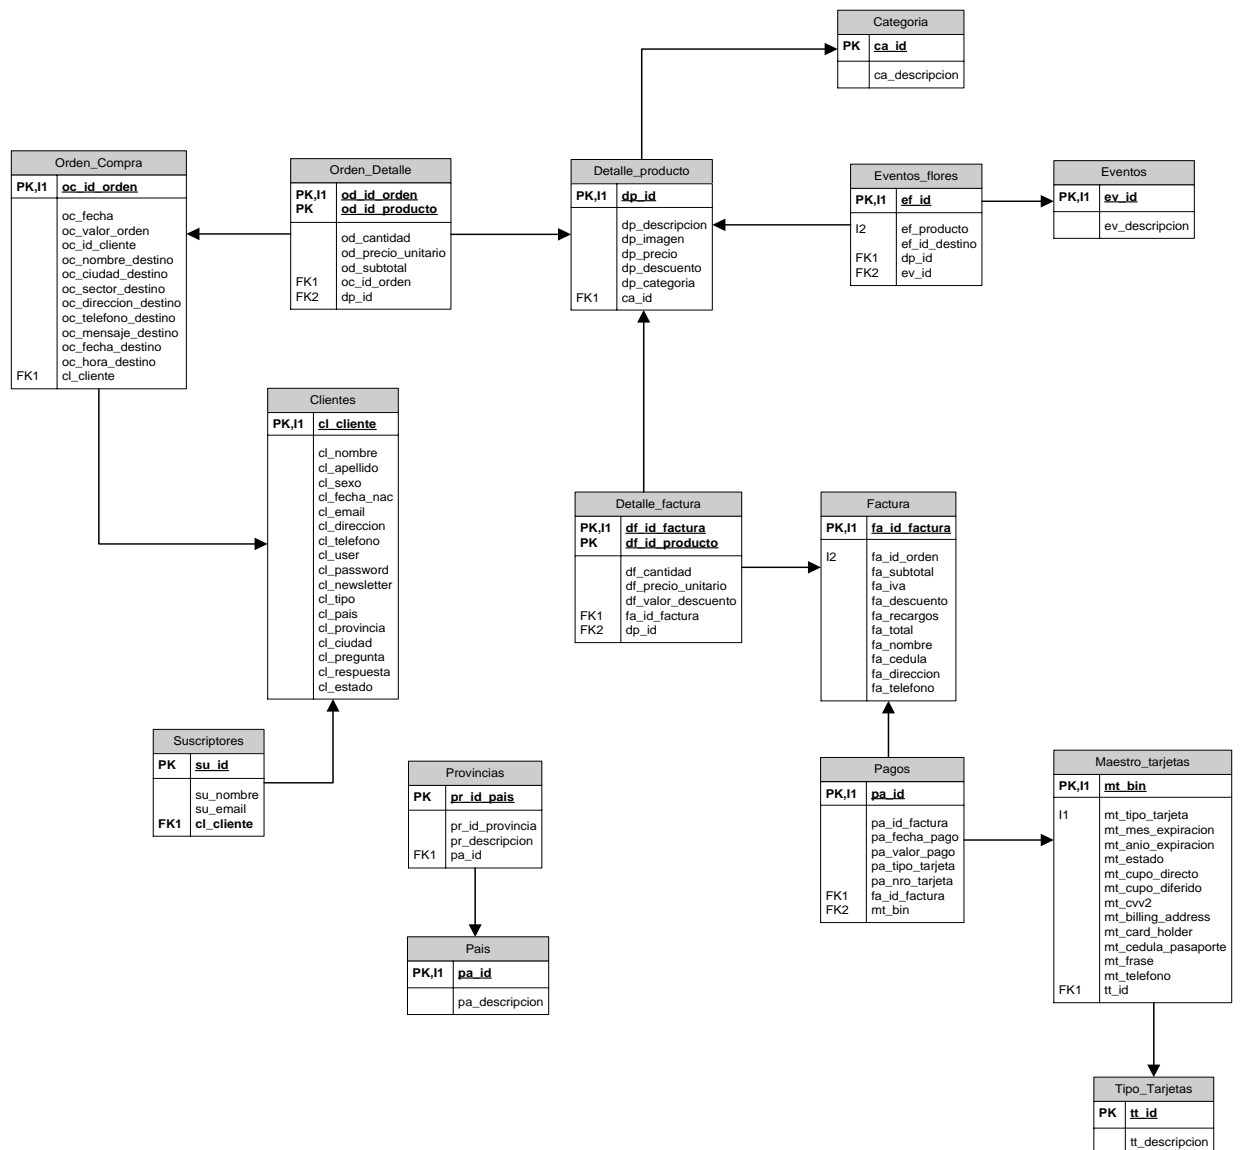 Categoria
PK ca_id
ca_descripcion
Orden_Compra
PK,I1 oc_id_orden
oc_fecha
oc_valor_orden
oc_id_cliente
oc_nombre_destino
oc_ciudad_destino
oc_sector_destino
oc_direccion_destino
oc_telefono_destino
oc_mensaje_destino
oc_fecha_destino
oc_hora_destino
FK1 cl_cliente
Orden_Detalle
PK,I1 od_id_orden
PK od_id_producto
od_cantidad
od_precio_unitario
od_subtotal
FK1 oc_id_orden
FK2 dp_id
Detalle_producto
PK,I1 dp_id
dp_descripcion
dp_imagen
dp_precio
dp_descuento
dp_categoria
FK1 ca_id
Eventos_flores
PK,I1 ef_id
I2 ef_producto
ef_id_destino
FK1 dp_id
FK2 ev_id
Eventos
PK,I1 ev_id
ev_descripcion
Clientes
PK,I1 cl_cliente
cl_nombre
cl_apellido
cl_sexo
cl_fecha_nac
cl_email
cl_direccion
cl_telefono
cl_user
cl_password
cl_newsletter
cl_tipo
cl_pais
cl_provincia
cl_ciudad
cl_pregunta
cl_respuesta
cl_estado
Detalle_factura
PK,I1 df_id_factura
PK df_id_producto
df_cantidad
df_precio_unitario
df_valor_descuento
FK1 fa_id_factura
FK2 dp_id
Factura
PK,I1 fa_id_factura
I2 fa_id_orden
fa_subtotal
fa_iva
fa_descuento
fa_recargos
fa_total
fa_nombre
fa_cedula
fa_direccion
fa_telefono
Suscriptores
PK su_id
su_nombre
su_email
FK1 cl_cliente
Provincias
PK pr_id_pais
pr_id_provincia
pr_descripcion
FK1 pa_id
Pais
PK,I1 pa_id
pa_descripcion
Pagos
PK,I1 pa_id
pa_id_factura
pa_fecha_pago
pa_valor_pago
pa_tipo_tarjeta
pa_nro_tarjeta
FK1 fa_id_factura
FK2 mt_bin
Maestro_tarjetas
PK,I1 mt_bin
I1 mt_tipo_tarjeta
mt_mes_expiracion
mt_anio_expiracion
mt_estado
mt_cupo_directo
mt_cupo_diferido
mt_cvv2
mt_billing_address
mt_card_holder
mt_cedula_pasaporte
mt_frase
mt_telefono
FK1 tt_id
Tipo_Tarjetas
PK tt_id
tt_descripcion